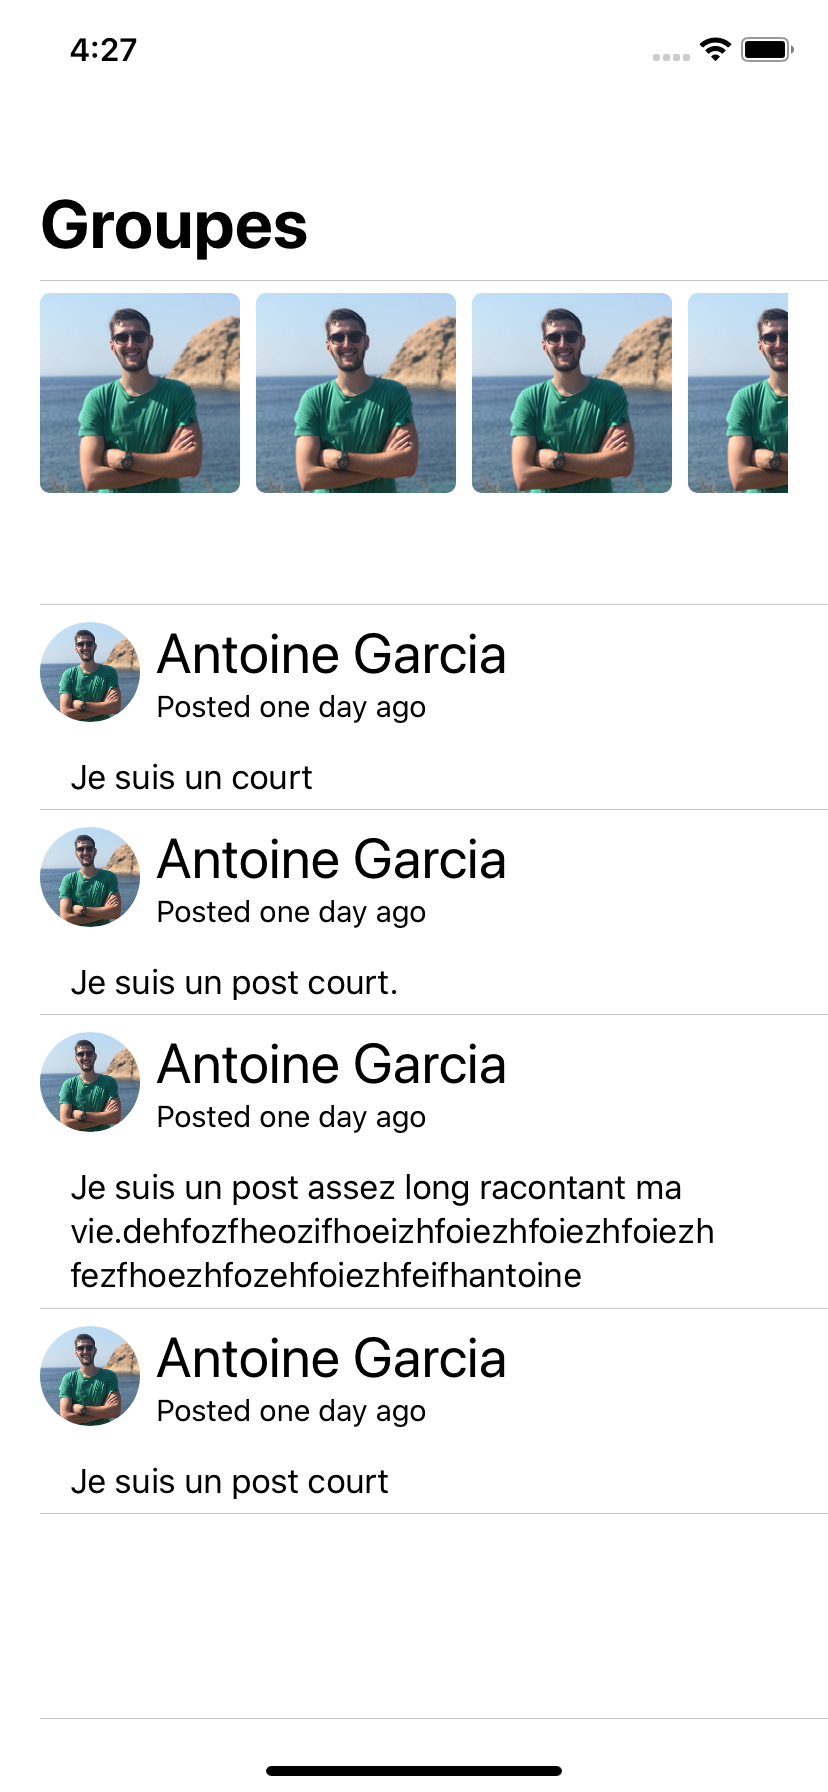 4:27
Groupes
Antoine Garcia
Posted one day ago
Je suis un court
Antoine Garcia
Posted one day ago
Je suis un post court.
Antoine Garcia
Posted one day ago
Je suis un post assez long racontant ma
vie.dehfozfheozifhoeizhfoiezhfoiezhfoiezh
fezfhoezhfozehfoiezhfeifhantoine
Antoine Garcia
Posted one day ago
Je suis un post court